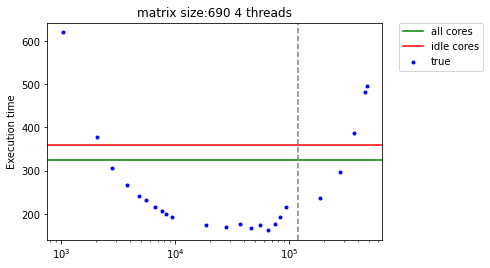 matrix size:690 4 threads
all cores
idle cores
true
Execution time
600
500
400
300
200
10³
10⁴
10⁵